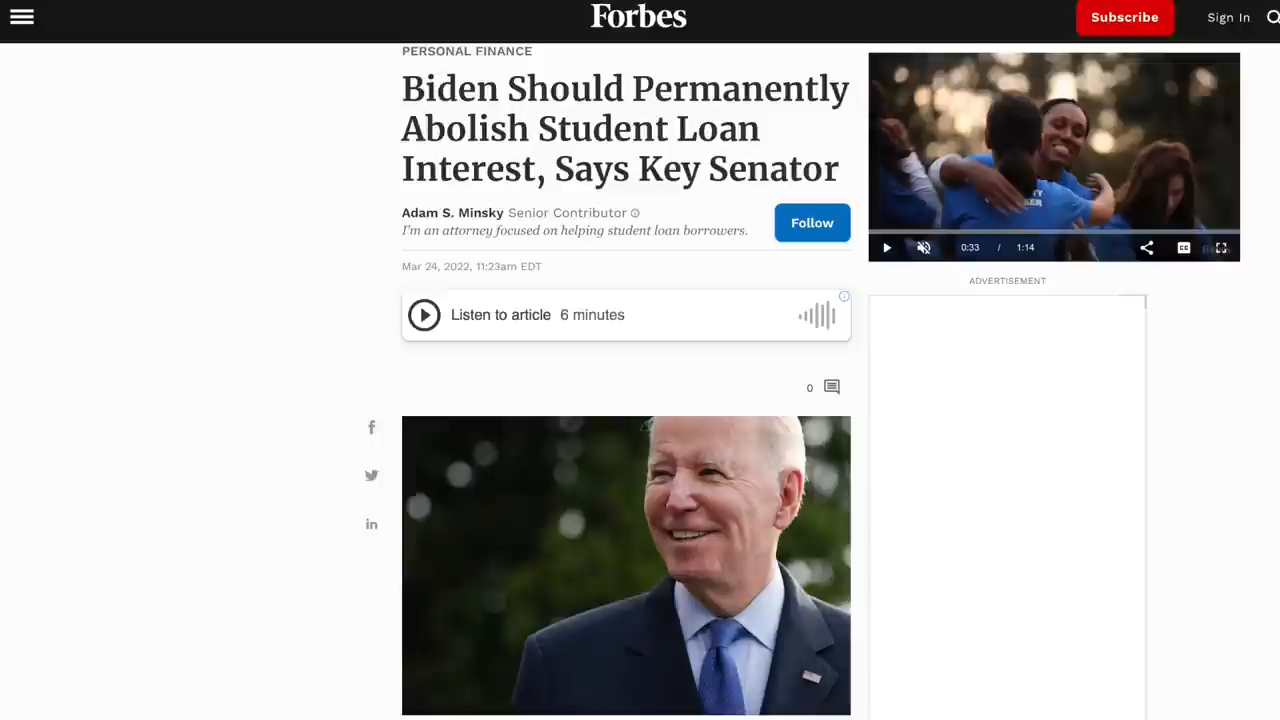 Forbes
Subscribe
Sign In
PERSONAL FINANCE
Biden Should Permanently
Abolish Student Loan
Interest, Says Key Senator
Adam S. Minsky Senior Contributor
I'm an attorney focused on helping student loan borrowers.
Follow
Mar 24, 2022, 11:23am EDT
Listen to article 6 minutes
0
0:33 / 1:14
CC
ADVERTISEMENT
f
in